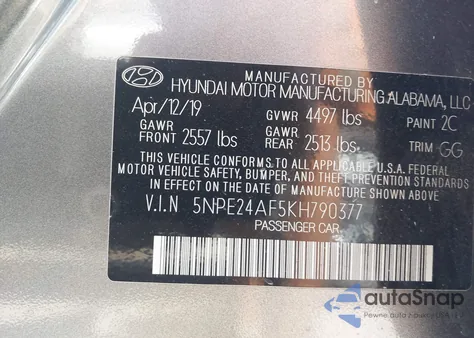 MANUFACTURED BY
HYUNDAI MOTOR MANUFACTURING ALABAMA, LLC
Apr/12/19 GVWR 4497 lbs PAINT 2C
GAWR FRONT 2557 lbs GAWR REAR 2513 lbs TRIM GG
THIS VEHICLE CONFORMS TO ALL APPLICABLE U.S.A. FEDERAL
MOTOR VEHICLE SAFETY, BUMPER, AND THEFT PREVENTION
STANDARDS IN EFFECT ON THE DATE OF MANUFACTURE SHOWN ABOVE.
V.I.N 5NPE24AF5KH790377
PASSENGER CAR
autoSnap
Pewne auto z